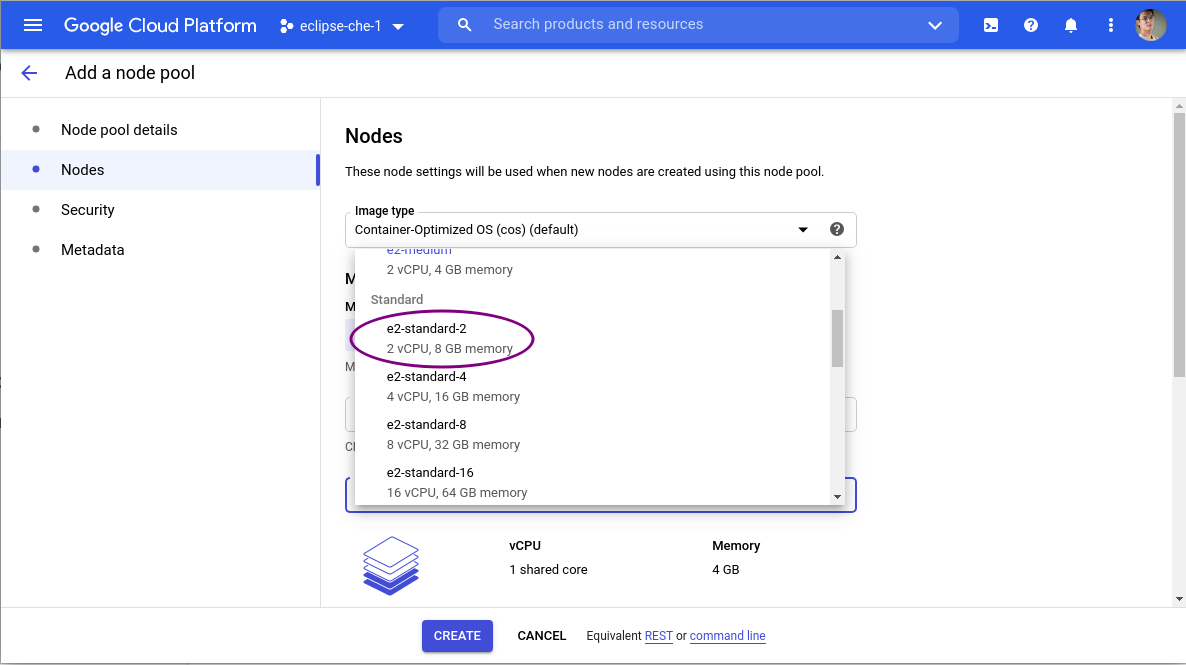 Google Cloud Platform
eclipse-che-1
Search products and resources
Add a node pool
Node pool details
Nodes
Security
Metadata
Nodes
These node settings will be used when new nodes are created using this node pool.
Image type
Container-Optimized OS (cos) (default)
e2-medium
2 vCPU, 4 GB memory
Standard
e2-standard-2
2 vCPU, 8 GB memory
e2-standard-4
4 vCPU, 16 GB memory
e2-standard-8
8 vCPU, 32 GB memory
e2-standard-16
16 vCPU, 64 GB memory
vCPU
Memory
1 shared core
4 GB
CREATE
CANCEL
Equivalent REST or command line